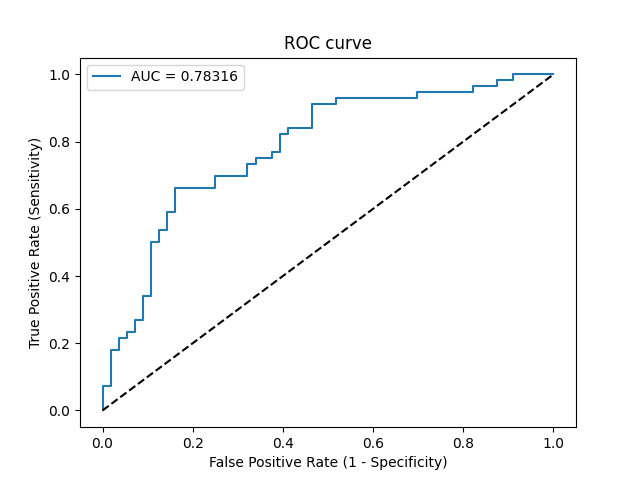 ROC curve
AUC = 0.78316
1.0
0.8
0.6
0.4
0.2
0.0
True Positive Rate (Sensitivity)
0.0 0.2 0.4 0.6 0.8 1.0
False Positive Rate (1 - Specificity)